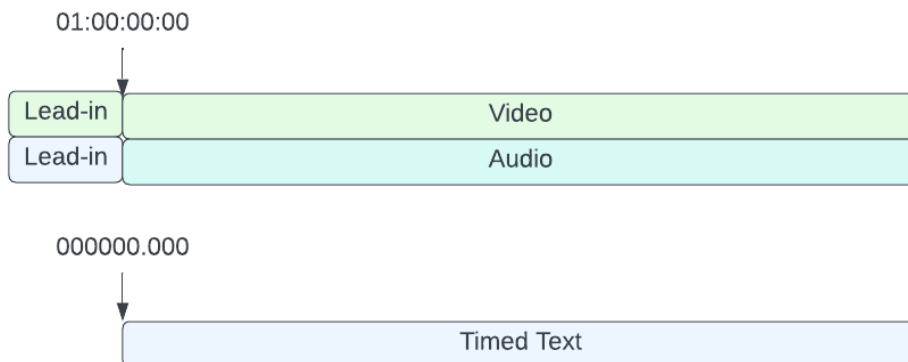 01:00:00:00
Lead-in Video
Lead-in Audio
000000.000
Timed Text